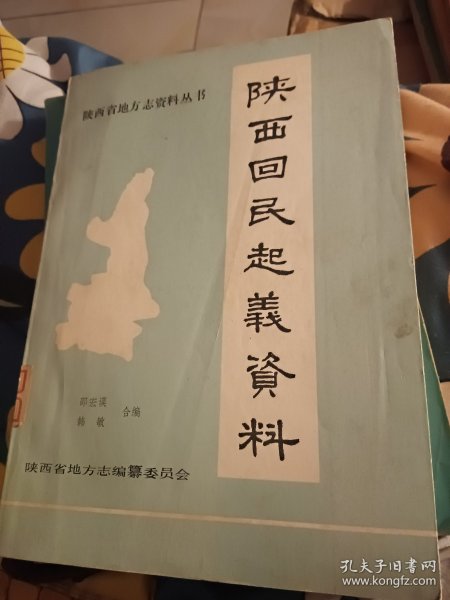 陕西省地方志资料丛书
陕西回民起義資料
邵宏谟
韩敏
合编
陕西省地方志编纂委员会
孔夫子旧书网
www.kongfz.com